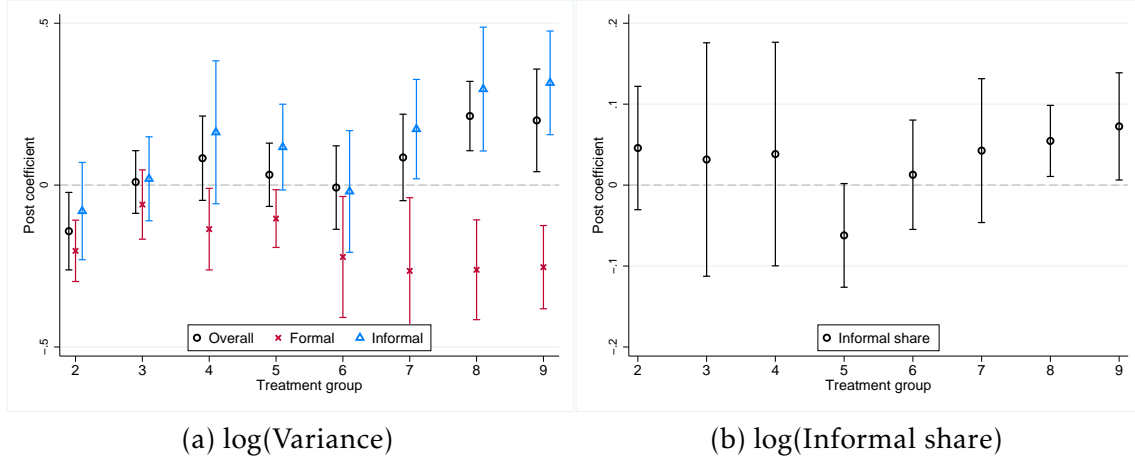 .5
0
-.5
Post coefficient
Overall Formal Informal
2 3 4 5 6 7 8 9
Treatment group
(a) log(Variance)
.2
.1
0
-.1
-.2
Post coefficient
Informal share
2 3 4 5 6 7 8 9
Treatment group
(b) log(Informal share)